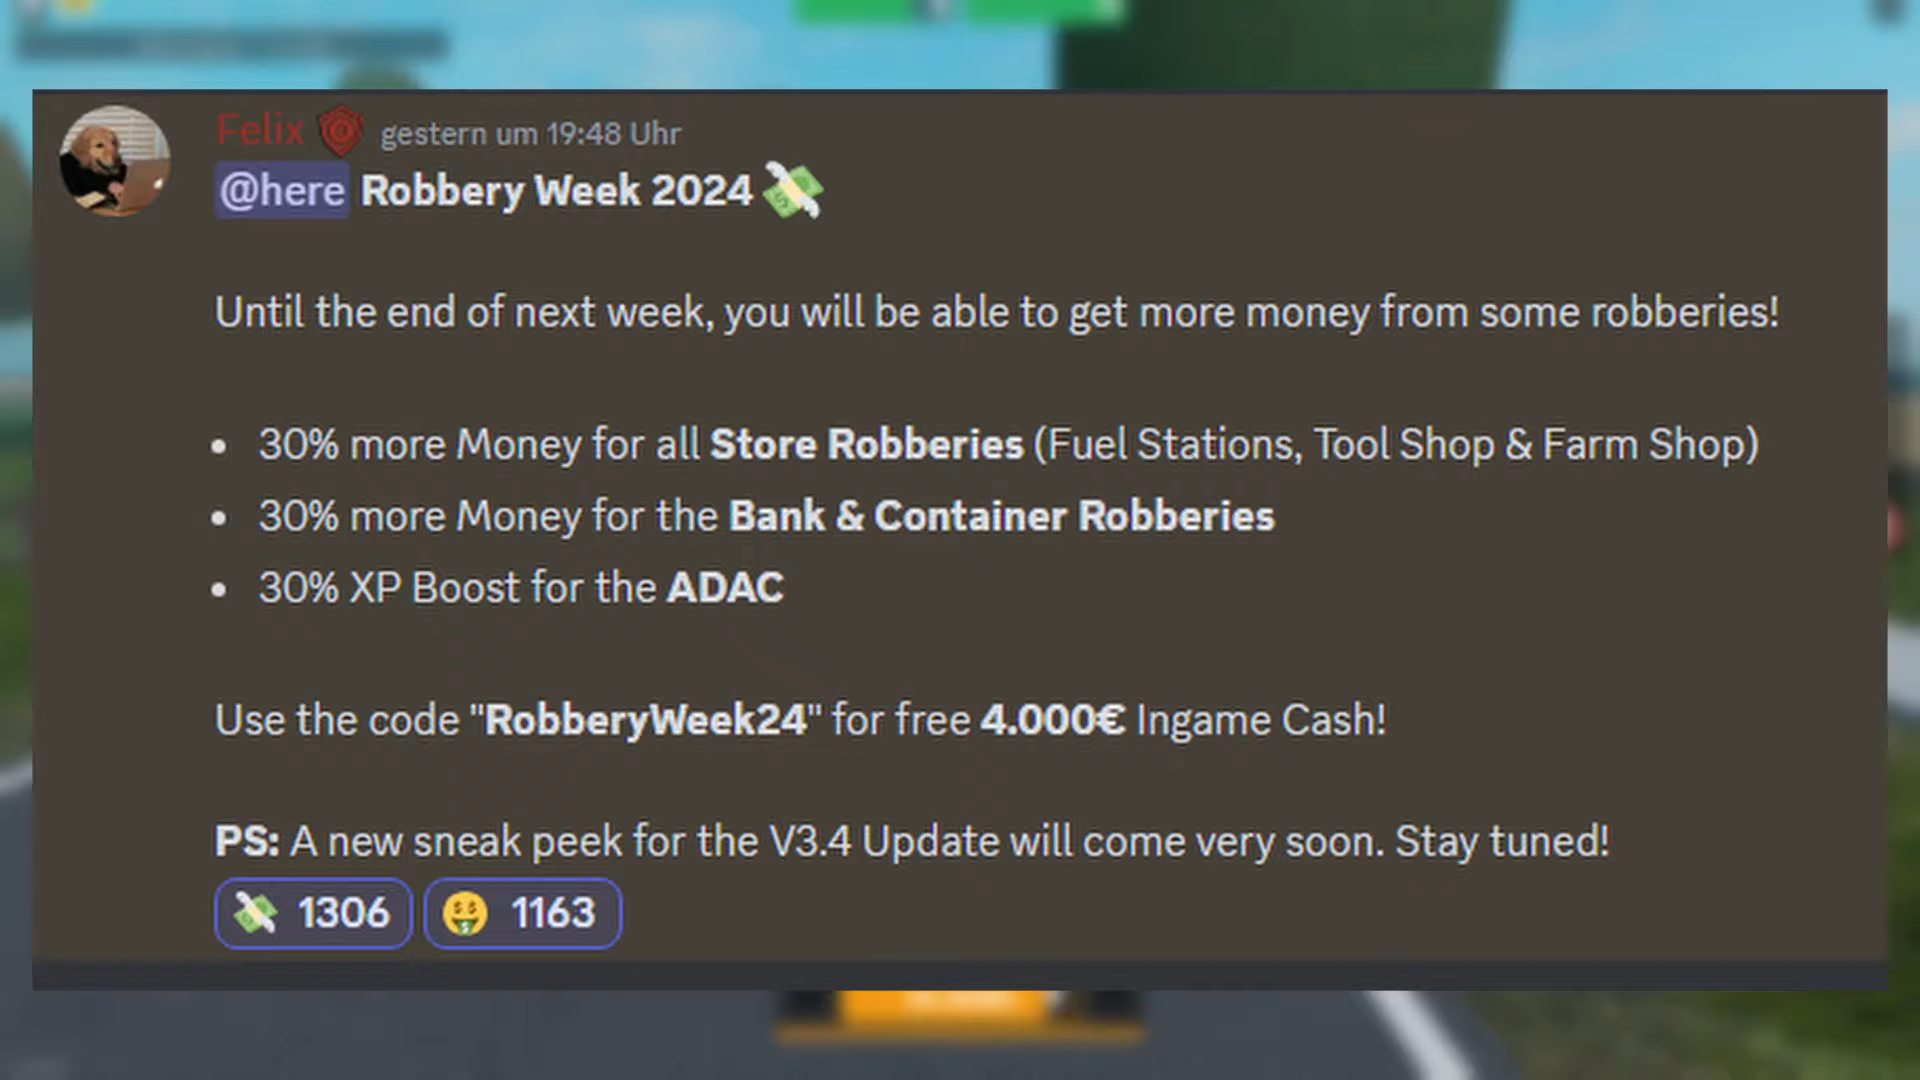 Felix gestern um 19:48 Uhr
@here Robbery Week 2024
Until the end of next week, you will be able to get more money from some robberies!
• 30% more Money for all Store Robberies (Fuel Stations, Tool Shop & Farm Shop)
• 30% more Money for the Bank & Container Robberies
• 30% XP Boost for the ADAC
Use the code "RobberyWeek24" for free 4.000€ Ingame Cash!
PS: A new sneak peek for the V3.4 Update will come very soon. Stay tuned!
1306 1163